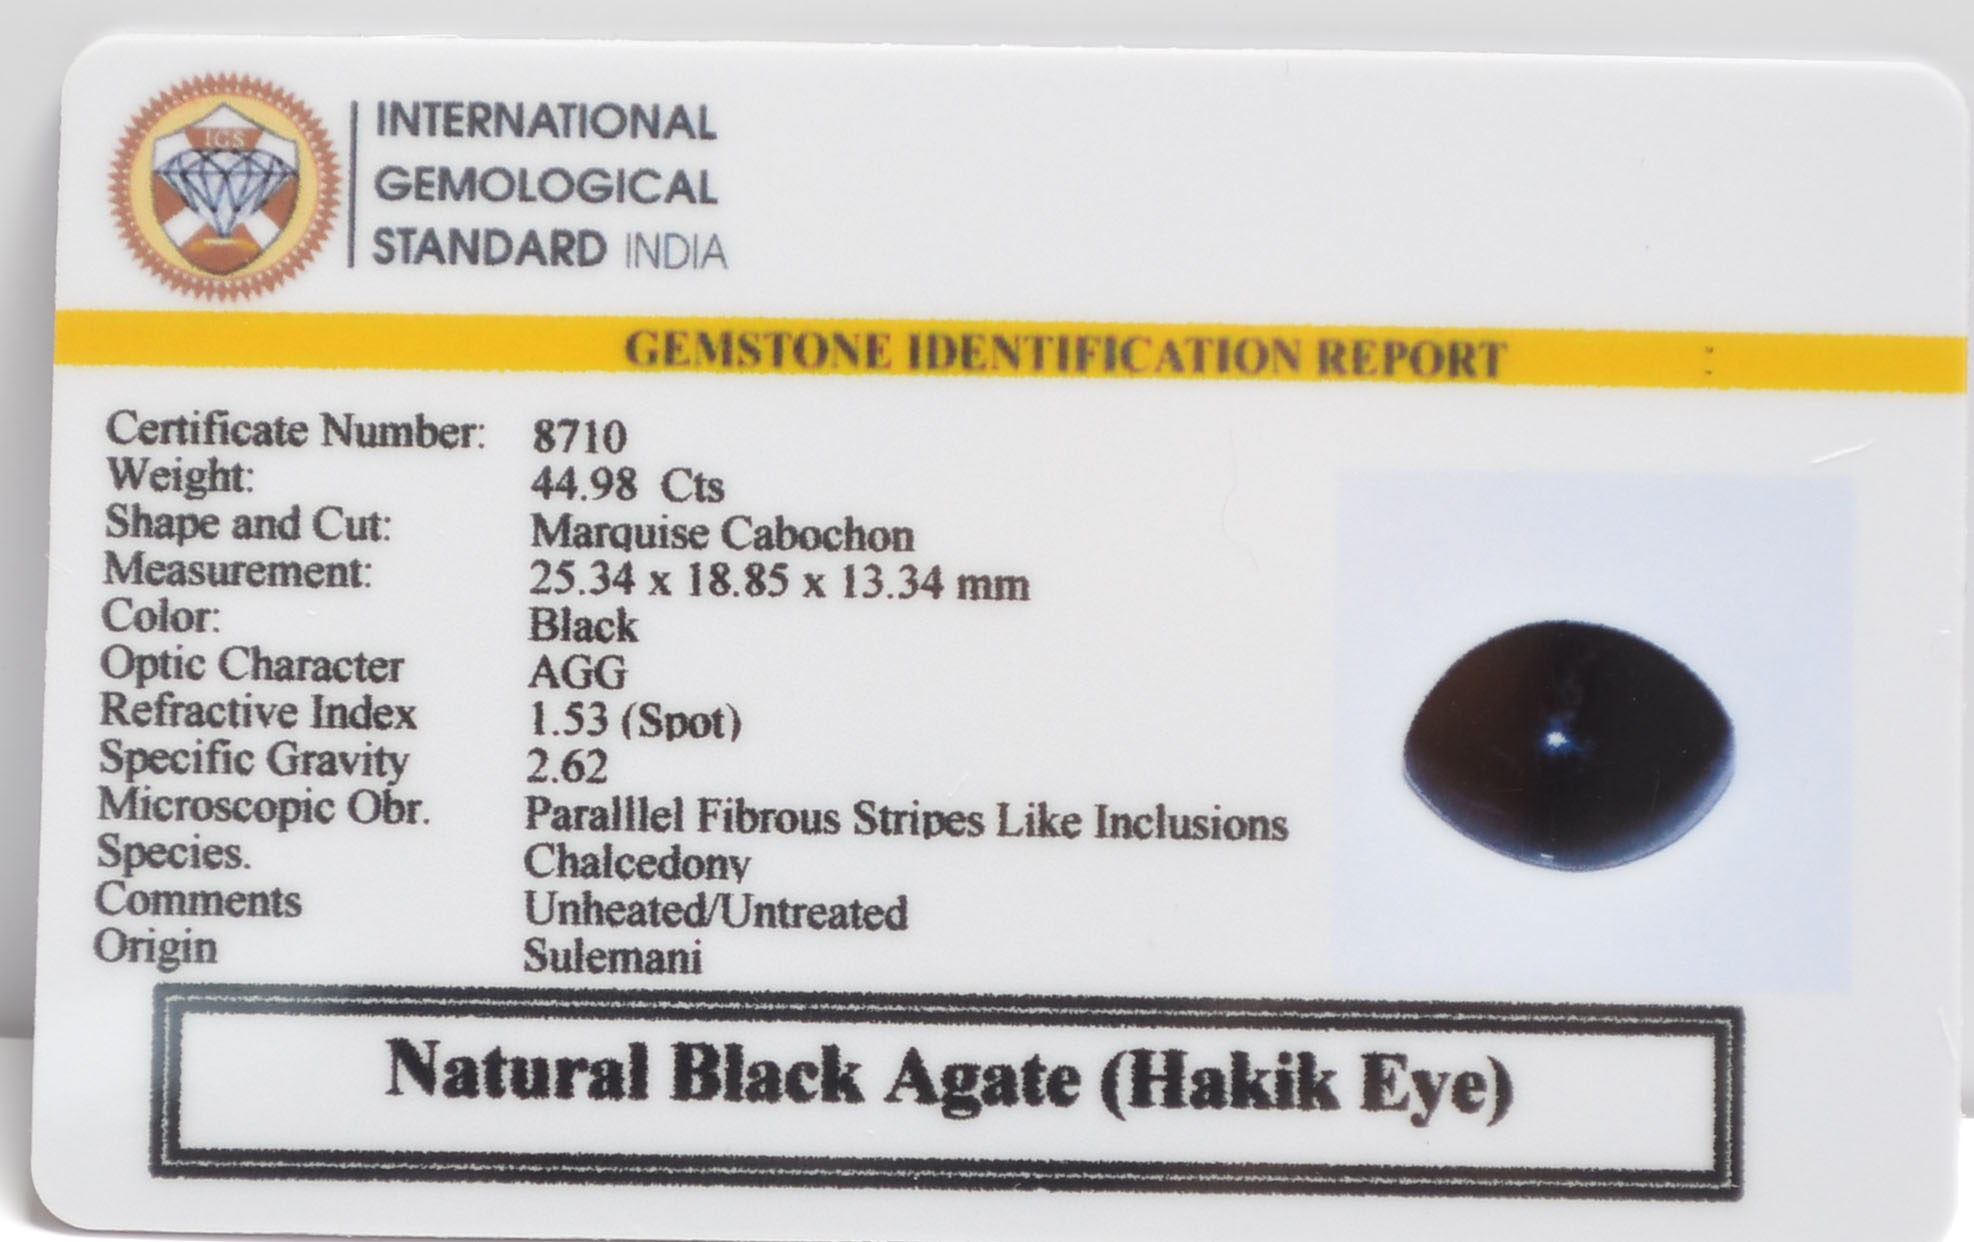 IGS
INTERNATIONAL
GEMOLOGICAL
STANDARD INDIA
GEMSTONE IDENTIFICATION REPORT :
Certificate Number: 8710
Weight: 44.98 Cts
Shape and Cut: Marquise Cabochon
Measurement: 25.34 x 18.85 x 13.34 mm
Color: Black
Optic Character AGG
Refractive Index 1.53 (Spot)
Specific Gravity 2.62
Microscopic Obr. Paralllel Fibrous Stripes Like Inclusions
Species. Chalcedony
Comments Unheated/Untreated
Origin Sulemani
Natural Black Agate (Hakik Eye)